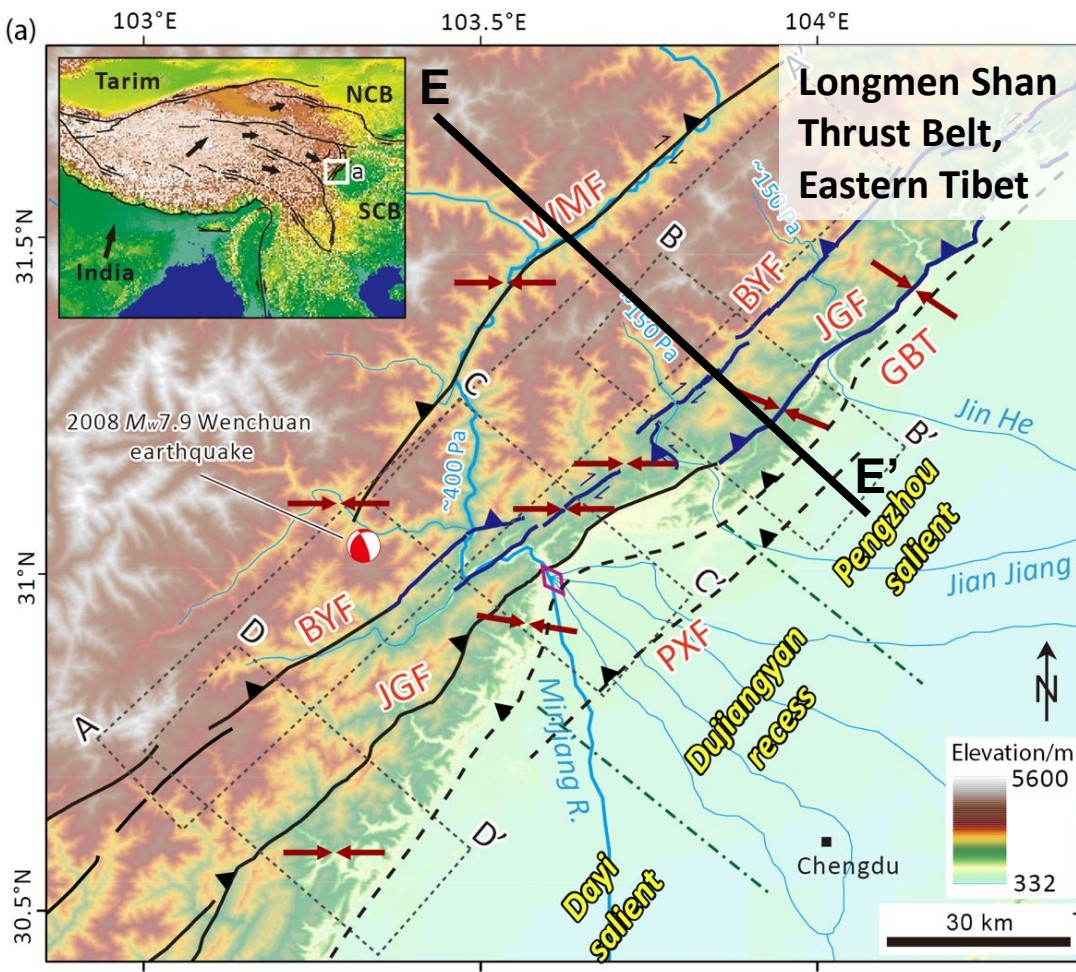 (a)
103°E
103.5°E
104°E
Longmen Shan
Thrust Belt,
Eastern Tibet
Tarim
NCB
SCB
India
a
E
A'
WMF
~150 Pa
B
BYF
JGF
GBT
~150 Pa
31.5°N
C
2008 Mw7.9 Wenchuan
earthquake
~400 Pa
Jin He
B'
E'
Pengzhou
salient
Jian Jiang
31°N
BYF
D
C'
PXF
JGF
Minjiang R.
Dujiangyan
recess
N
A
Elevation/m
5600
332
D'
Chengdu
Dayi
salient
30.5°N
30 km